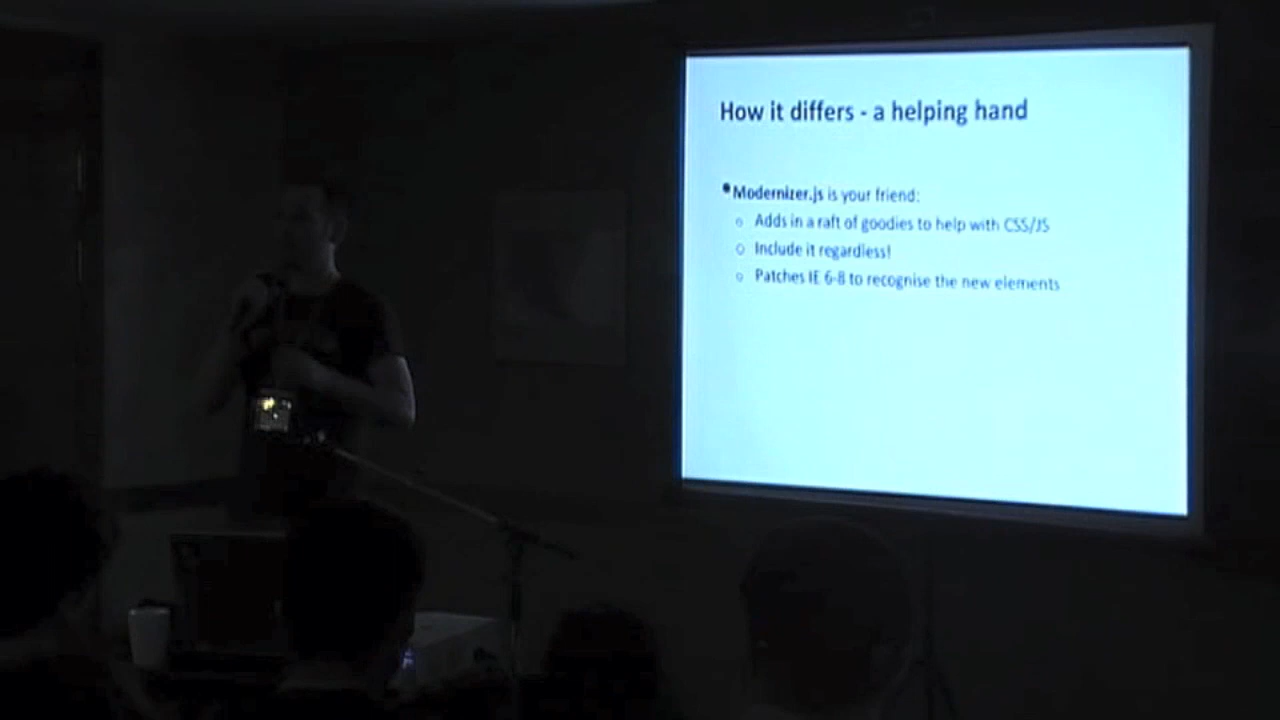 How it differs - a helping hand
•Modernizer.js is your friend:
○ Adds in a raft of goodies to help with CSS/JS
○ Include it regardless!
○ Patches IE 6-8 to recognise the new elements